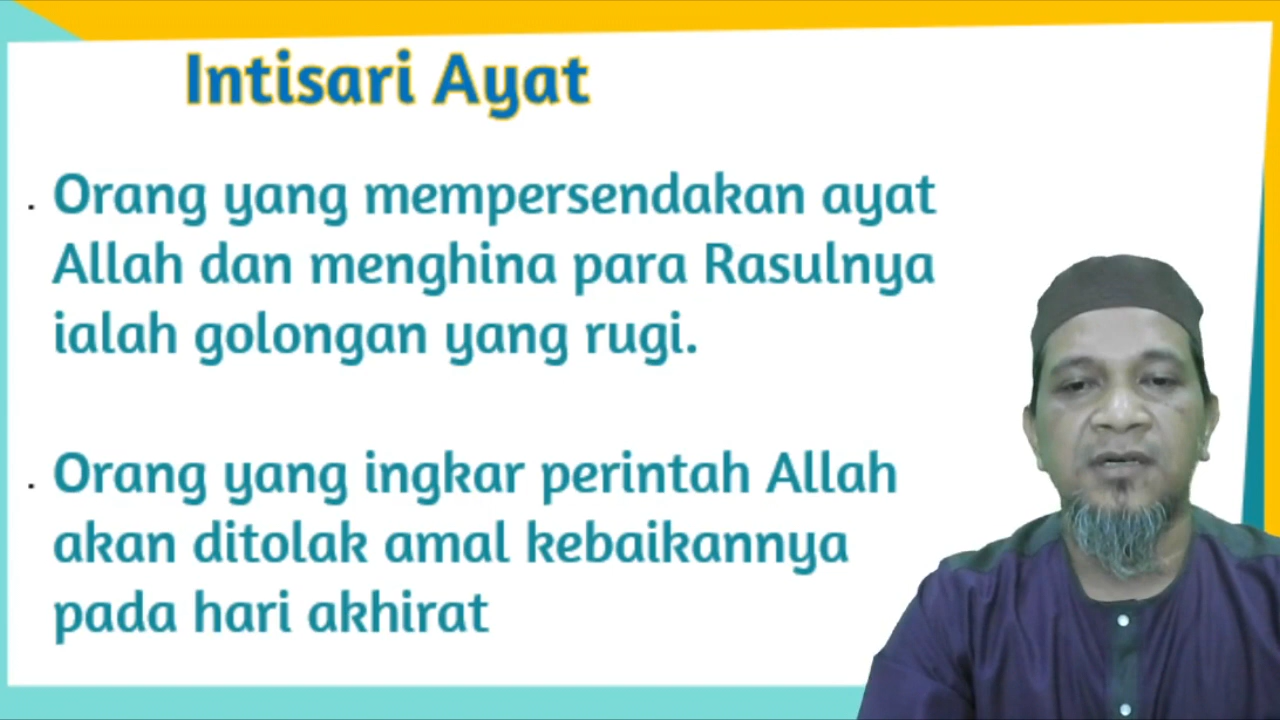 Intisari Ayat
. Orang yang mempersendakan ayat
Allah dan menghina para Rasulnya
ialah golongan yang rugi.
. Orang yang ingkar perintah Allah
akan ditolak amal kebaikannya
pada hari akhirat